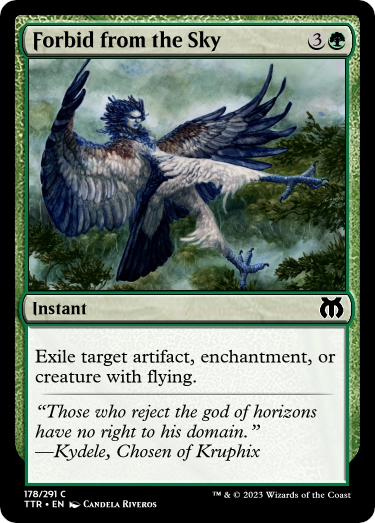 Forbid from the Sky 3
Instant
Exile target artifact, enchantment, or
creature with flying.
“Those who reject the god of horizons
have no right to his domain.”
—Kydele, Chosen of Kruphix
178/291 C
TTR • EN Candela Riveros
™ & © 2023 Wizards of the Coast